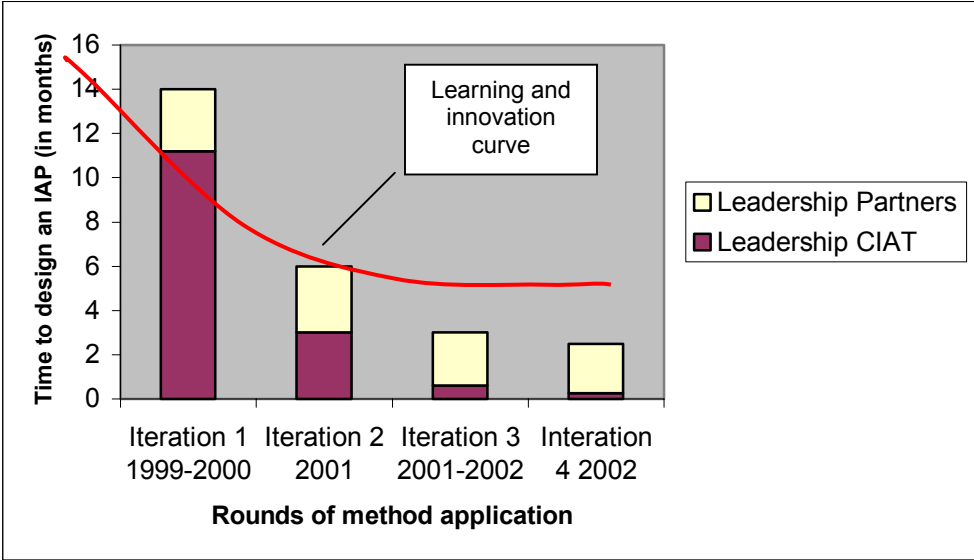 Time to design an IAP (in months)
16
14
12
10
8
6
4
2
0
Learning and
innovation
curve
Leadership Partners
Leadership CIAT
Iteration 1
1999-2000
Iteration 2
2001
Iteration 3
2001-2002
Interation
4 2002
Rounds of method application